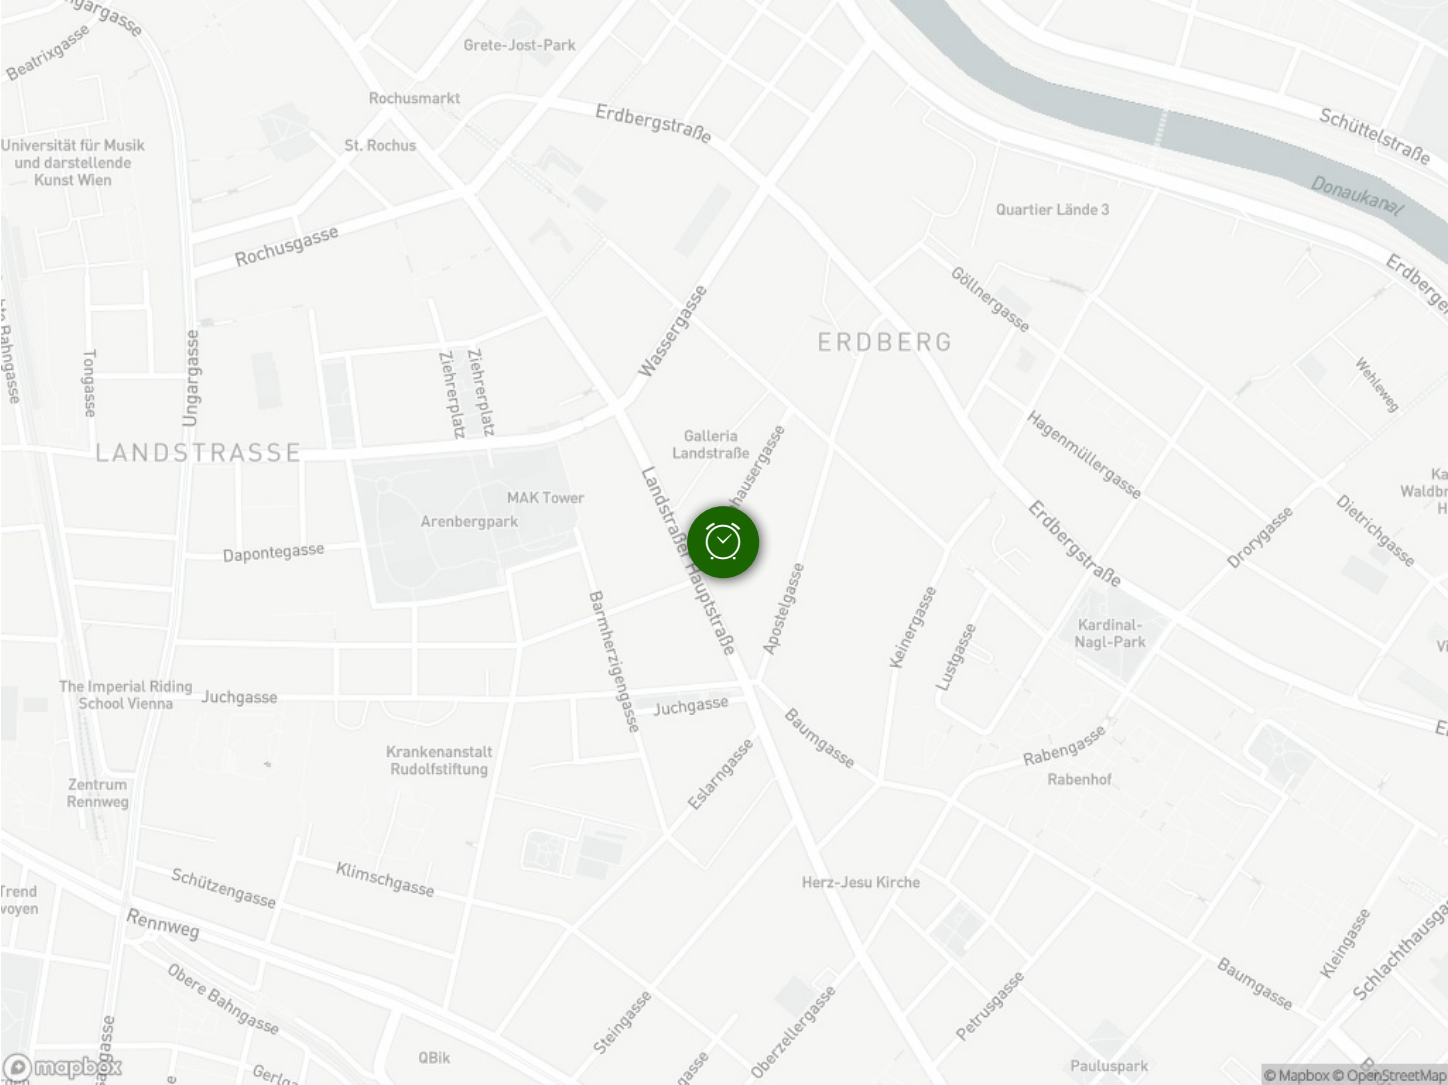 Beatrixgasse
Grete-Jost-Park
Rochusmarkt
Erdbergstraße
Schüttelstraße
Universität für Musik
und darstellende
Kunst Wien
St. Rochus
Donaukanal
Quartier Lände 3
Rochusgasse
Göllnergasse
Wassergasse
ERDBERG
Tongasse
Ungargasse
Ziehrerplatz
Ziehrerplatz
Wehleweg
LANDSTRASSE
Galleria
Landstraße
Hagenmüllergasse
MAK Tower
Arenbergpark
Landstraßer Hauptstraße
Dapontegasse
Erdbergstraße
Drorygasse
Dietrichgasse
Barmherzigengasse
Apostelgasse
Keinergasse
Lustgasse
Kardinal-
Nagl-Park
The Imperial Riding
School Vienna
Juchgasse
Juchgasse
Baumgasse
Krankenanstalt
Rudolfstiftung
Eslarngasse
Rabengasse
Rabenhof
Zentrum
Rennweg
Schützengasse
Klimschgasse
Herz-Jesu Kirche
Trend
Rennweg
Obere Bahngasse
Kleingasse
Baumgasse
Steingasse
Oberzellergasse
Petrusgasse
QBik
Pauluspark
mapbox
© Mapbox © OpenStreetMap